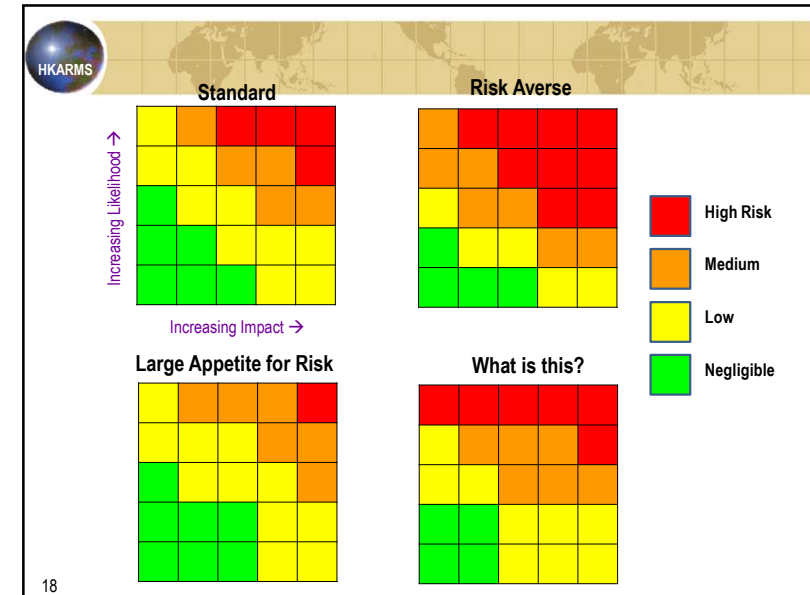 HKARMS
Standard
Risk Averse
Increasing Likelihood →
Increasing Impact →
High Risk
Medium
Low
Negligible
Large Appetite for Risk
What is this?
18